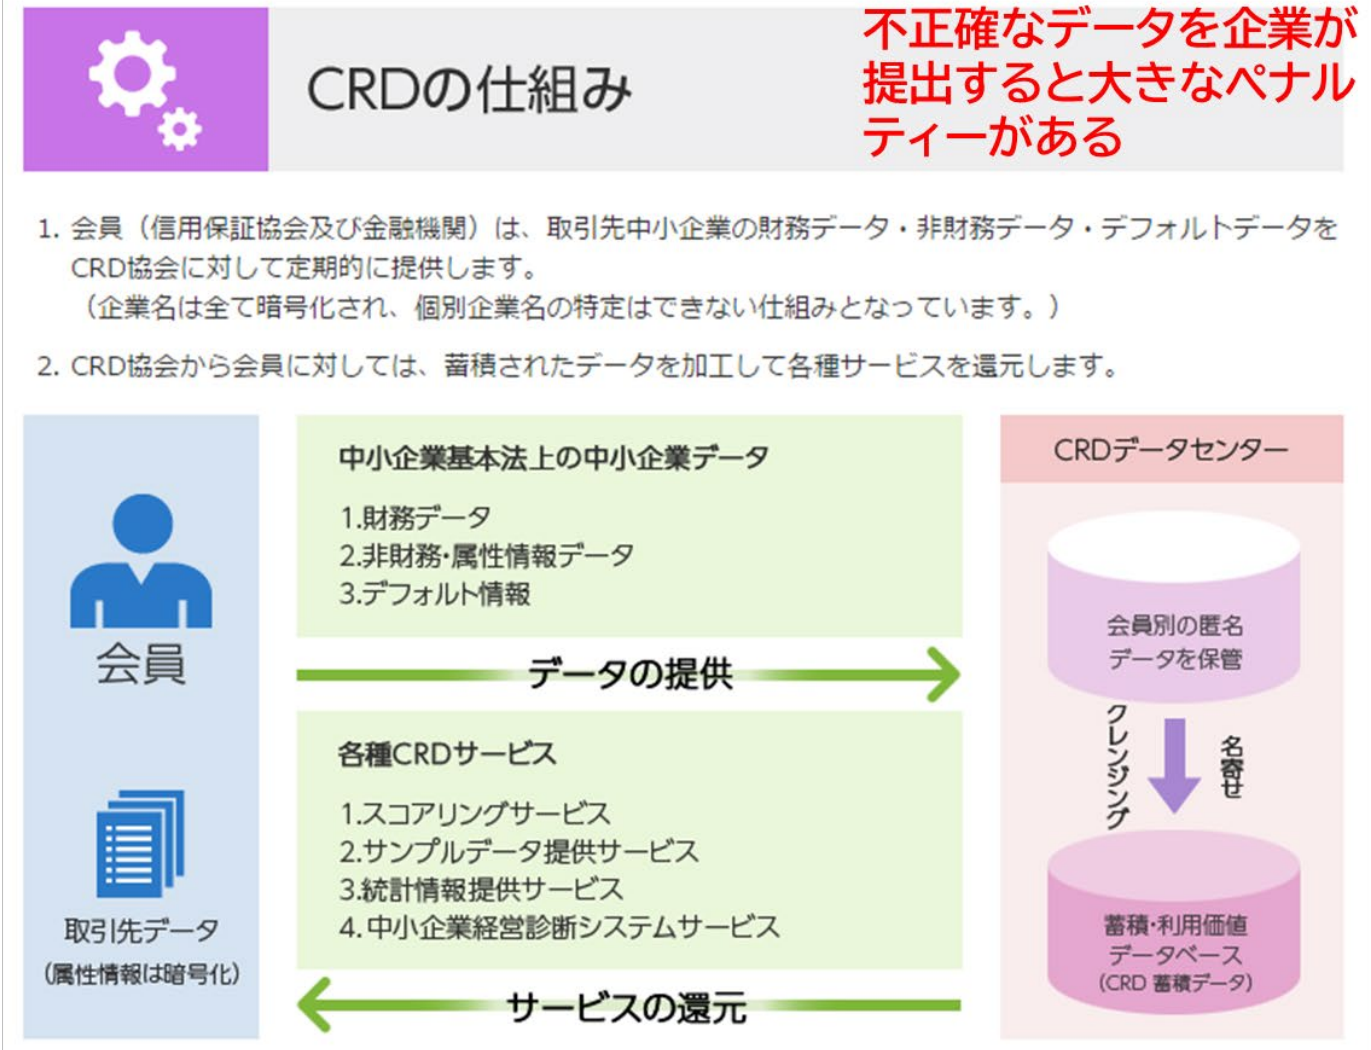 CRDの仕組み
不正確なデータを企業が
提出すると大きなペナル
ティーがある
1. 会員（信用保証協会及び金融機関）は、取引先中小企業の財務データ・非財務データ・デフォルトデータを
CRD協会に対して定期的に提供します。
（企業名は全て暗号化され、個別企業名の特定はできない仕組みとなっています。）
2. CRD協会から会員に対しては、蓄積されたデータを加工して各種サービスを還元します。
会員
取引先データ
(属性情報は暗号化)
中小企業基本法上の中小企業データ
1.財務データ
2.非財務・属性情報データ
3.デフォルト情報
データの提供
各種CRDサービス
1.スコアリングサービス
2.サンプルデータ提供サービス
3.統計情報提供サービス
4.中小企業経営診断システムサービス
サービスの還元
CRDデータセンター
会員別の匿名
データを保管
クレンジング
名寄せ
蓄積・利用価値
データベース
(CRD 蓄積データ)